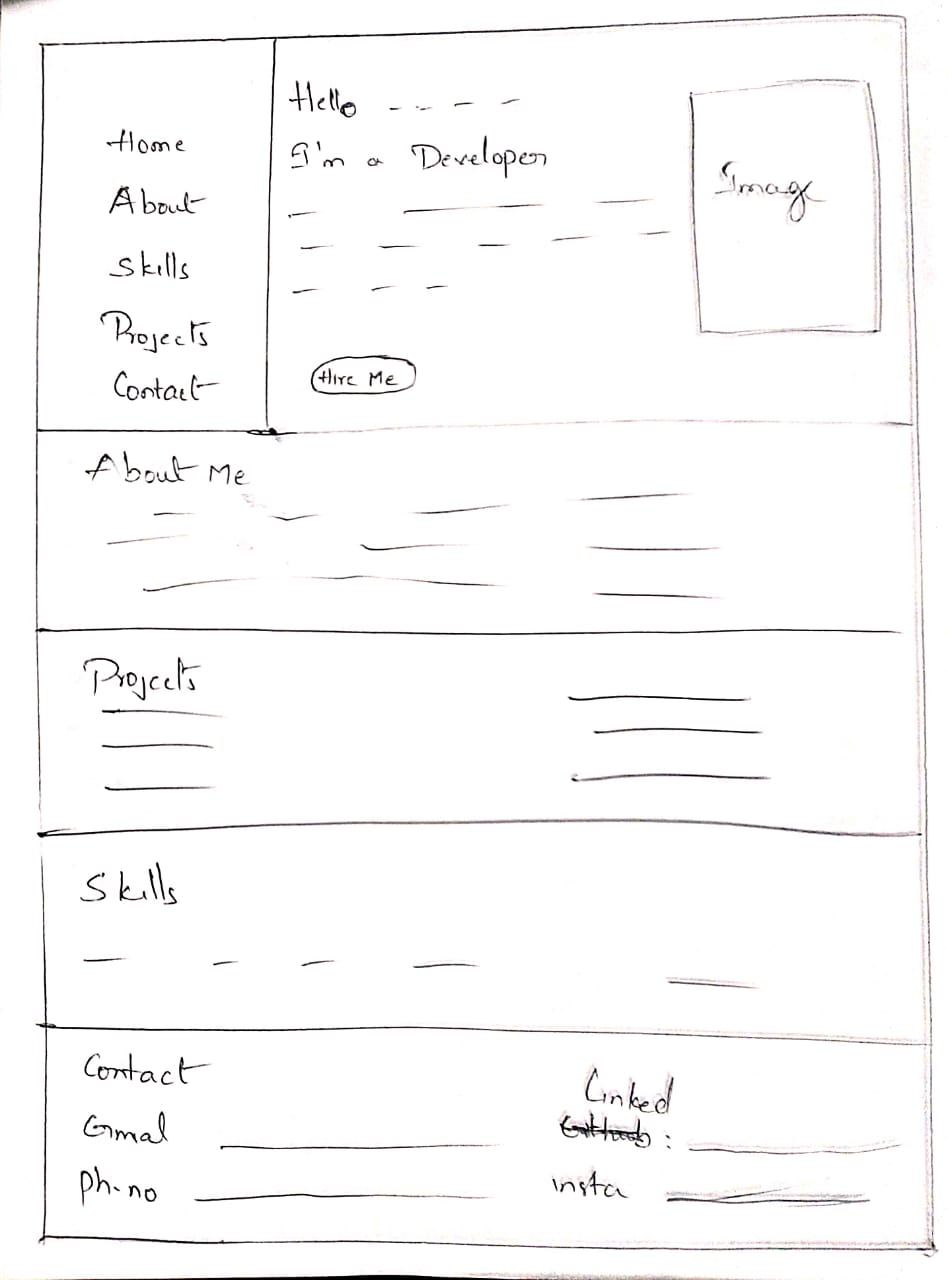 Home
About
Skills
Projects
Contact
Hello
I'm a Developer
Image
Hire Me
About Me
Projects
Skills
Contact
Gmal
Ph-no
Linked
GitHub :
insta